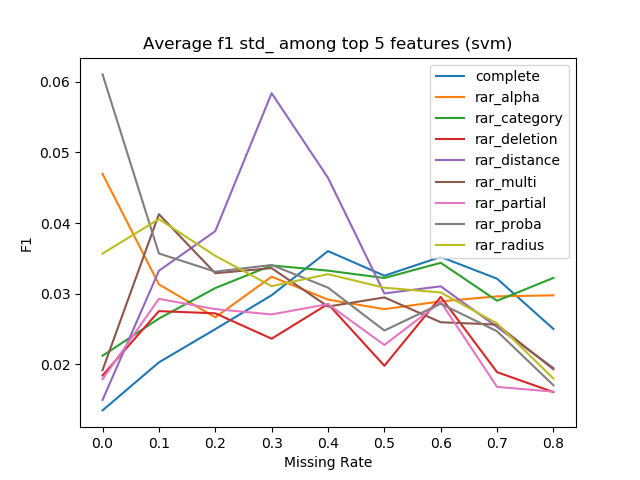 Average f1 std_ among top 5 features (svm)
F1
0.06
0.05
0.04
0.03
0.02
complete
rar_alpha
rar_category
rar_deletion
rar_distance
rar_multi
rar_partial
rar_proba
rar_radius
0.0 0.1 0.2 0.3 0.4 0.5 0.6 0.7 0.8
Missing Rate